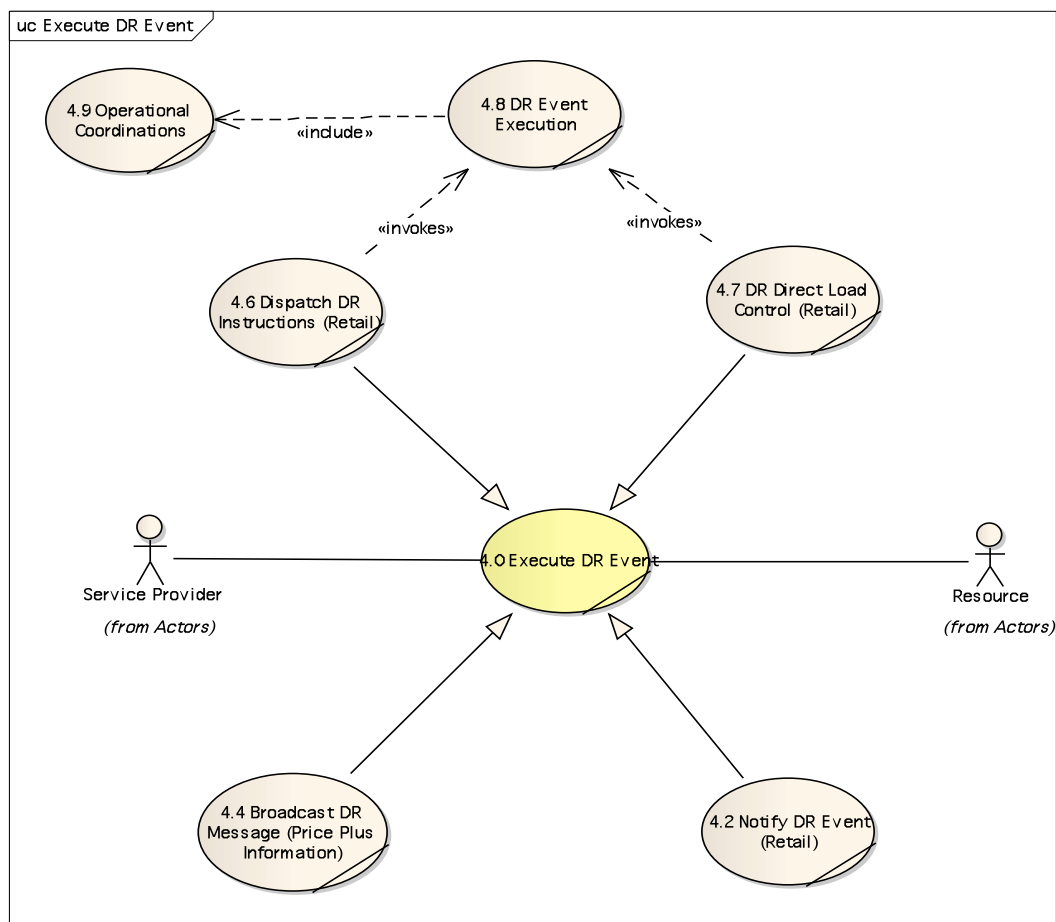 uc Execute DR Event
4.9 Operational
Coordinations
«include»
4.8 DR Event
Execution
«invokes»
«invokes»
4.6 Dispatch DR
Instructions (Retail)
4.7 DR Direct Load
Control (Retail)
4.0 Execute DR Event
Service Provider
(from Actors)
Resource
(from Actors)
4.4 Broadcast DR
Message (Price Plus
Information)
4.2 Notify DR Event
(Retail)